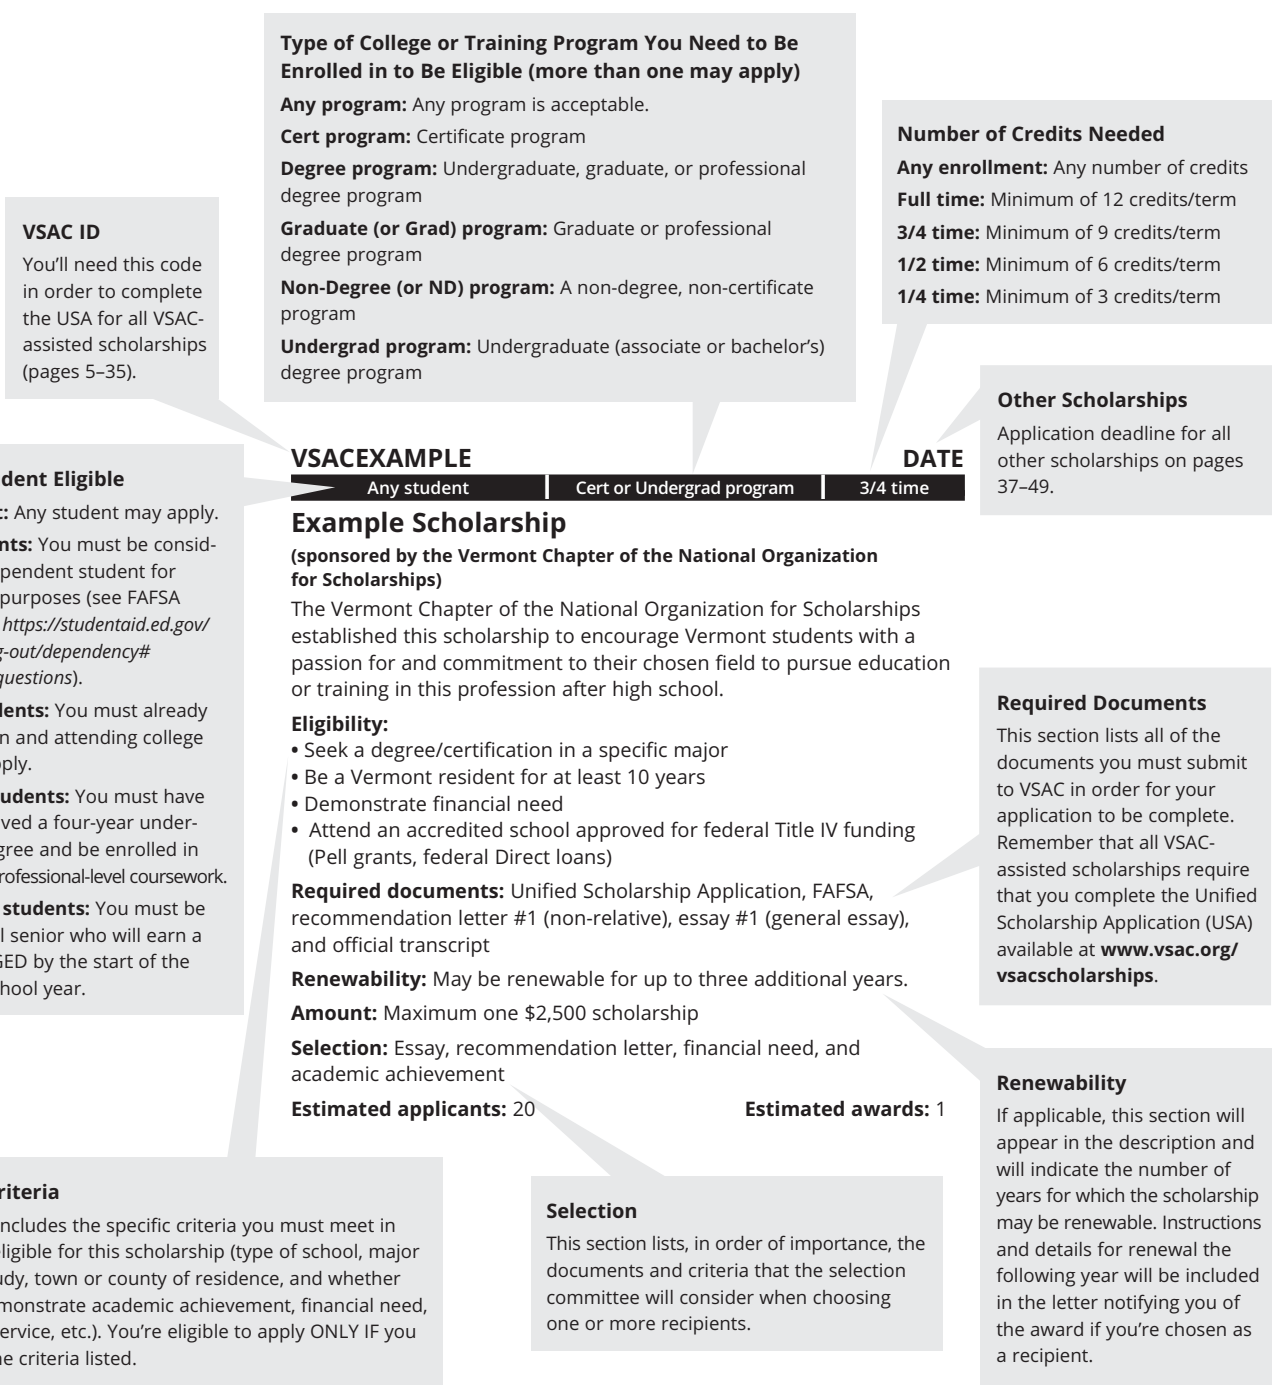 Type of College or Training Program You Need to Be
Enrolled in to Be Eligible (more than one may apply)
Any program: Any program is acceptable.
Cert program: Certificate program
Degree program: Undergraduate, graduate, or professional
degree program
Graduate (or Grad) program: Graduate or professional
degree program
Non-Degree (or ND) program: A non-degree, non-certificate
program
Undergrad program: Undergraduate (associate or bachelor’s)
degree program
Number of Credits Needed
Any enrollment: Any number of credits
Full time: Minimum of 12 credits/term
3/4 time: Minimum of 9 credits/term
1/2 time: Minimum of 6 credits/term
1/4 time: Minimum of 3 credits/term
VSAC ID
You’ll need this code
in order to complete
the USA for all VSAC-
assisted scholarships
(pages 5–35).
Other Scholarships
Application deadline for all
other scholarships on pages
37–49.
dent Eligible
t: Any student may apply.
nts: You must be consid-
pendent student for
purposes (see FAFSA
https://studentaid.ed.gov/
g-out/dependency#
questions).
lents: You must already
n and attending college
ply.
udents: You must have
ved a four-year under-
gree and be enrolled in
rofessional-level coursework.
students: You must be
l senior who will earn a
GED by the start of the
hool year.
VSACEXAMPLE DATE
Any student Cert or Undergrad program 3/4 time
Example Scholarship
(sponsored by the Vermont Chapter of the National Organization
for Scholarships)
The Vermont Chapter of the National Organization for Scholarships
established this scholarship to encourage Vermont students with a
passion for and commitment to their chosen field to pursue education
or training in this profession after high school.
Eligibility:
• Seek a degree/certification in a specific major
• Be a Vermont resident for at least 10 years
• Demonstrate financial need
• Attend an accredited school approved for federal Title IV funding
(Pell grants, federal Direct loans)
Required documents: Unified Scholarship Application, FAFSA,
recommendation letter #1 (non-relative), essay #1 (general essay),
and official transcript
Renewability: May be renewable for up to three additional years.
Amount: Maximum one $2,500 scholarship
Selection: Essay, recommendation letter, financial need, and
academic achievement
Estimated applicants: 20 Estimated awards: 1
Required Documents
This section lists all of the
documents you must submit
to VSAC in order for your
application to be complete.
Remember that all VSAC-
assisted scholarships require
that you complete the Unified
Scholarship Application (USA)
available at www.vsac.org/
vsacscholarships.
Renewability
If applicable, this section will
appear in the description and
will indicate the number of
years for which the scholarship
may be renewable. Instructions
and details for renewal the
following year will be included
in the letter notifying you of
the award if you’re chosen as
a recipient.
riteria
ncludes the specific criteria you must meet in
ligible for this scholarship (type of school, major
udy, town or county of residence, and whether
monstrate academic achievement, financial need,
ervice, etc.). You’re eligible to apply ONLY IF you
he criteria listed.
Selection
This section lists, in order of importance, the
documents and criteria that the selection
committee will consider when choosing
one or more recipients.